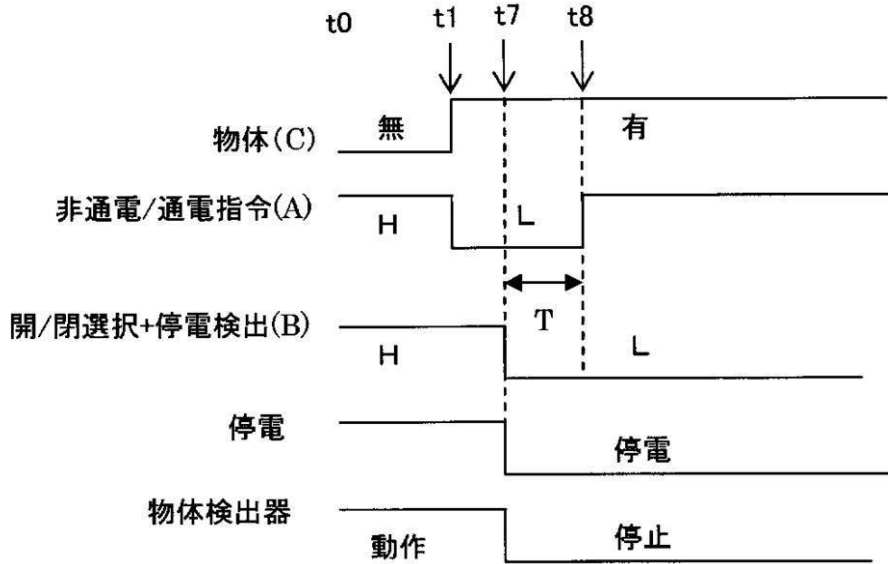 t0 t1 t7 t8
物体(C) 無 有
非通電/通電指令(A) H L
T
開/閉選択+停電検出(B) H L
停電 停電
物体検出器 動作 停止